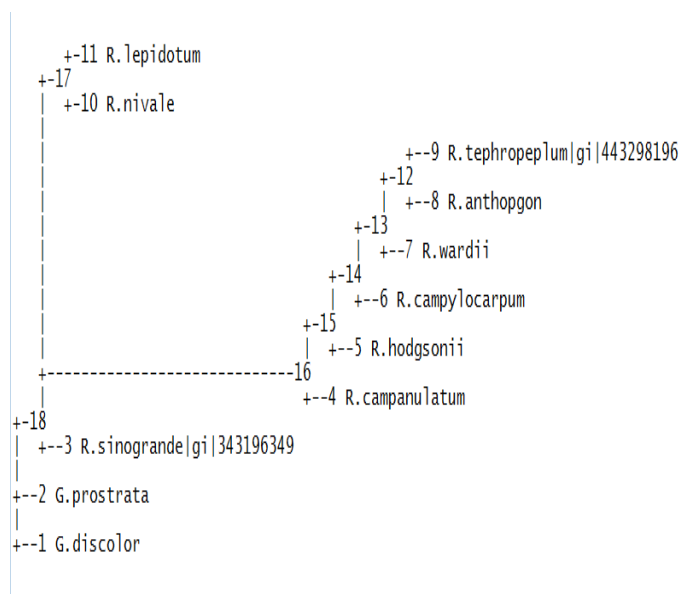 +-11 R.lepidotum
+-17
| +-10 R.nivale
+--9 R.tephropeplum|gi|443298196
+-12
| +--8 R.anthopgon
+-13
| +--7 R.wardii
+-14
| +--6 R.campylocarpum
+-15
| +--5 R.hodgsonii
+-----------------------------16
+--4 R.campanulatum
+-18
| +--3 R.sinogrande|gi|343196349
+--2 G.prostrata
+--1 G.discolor